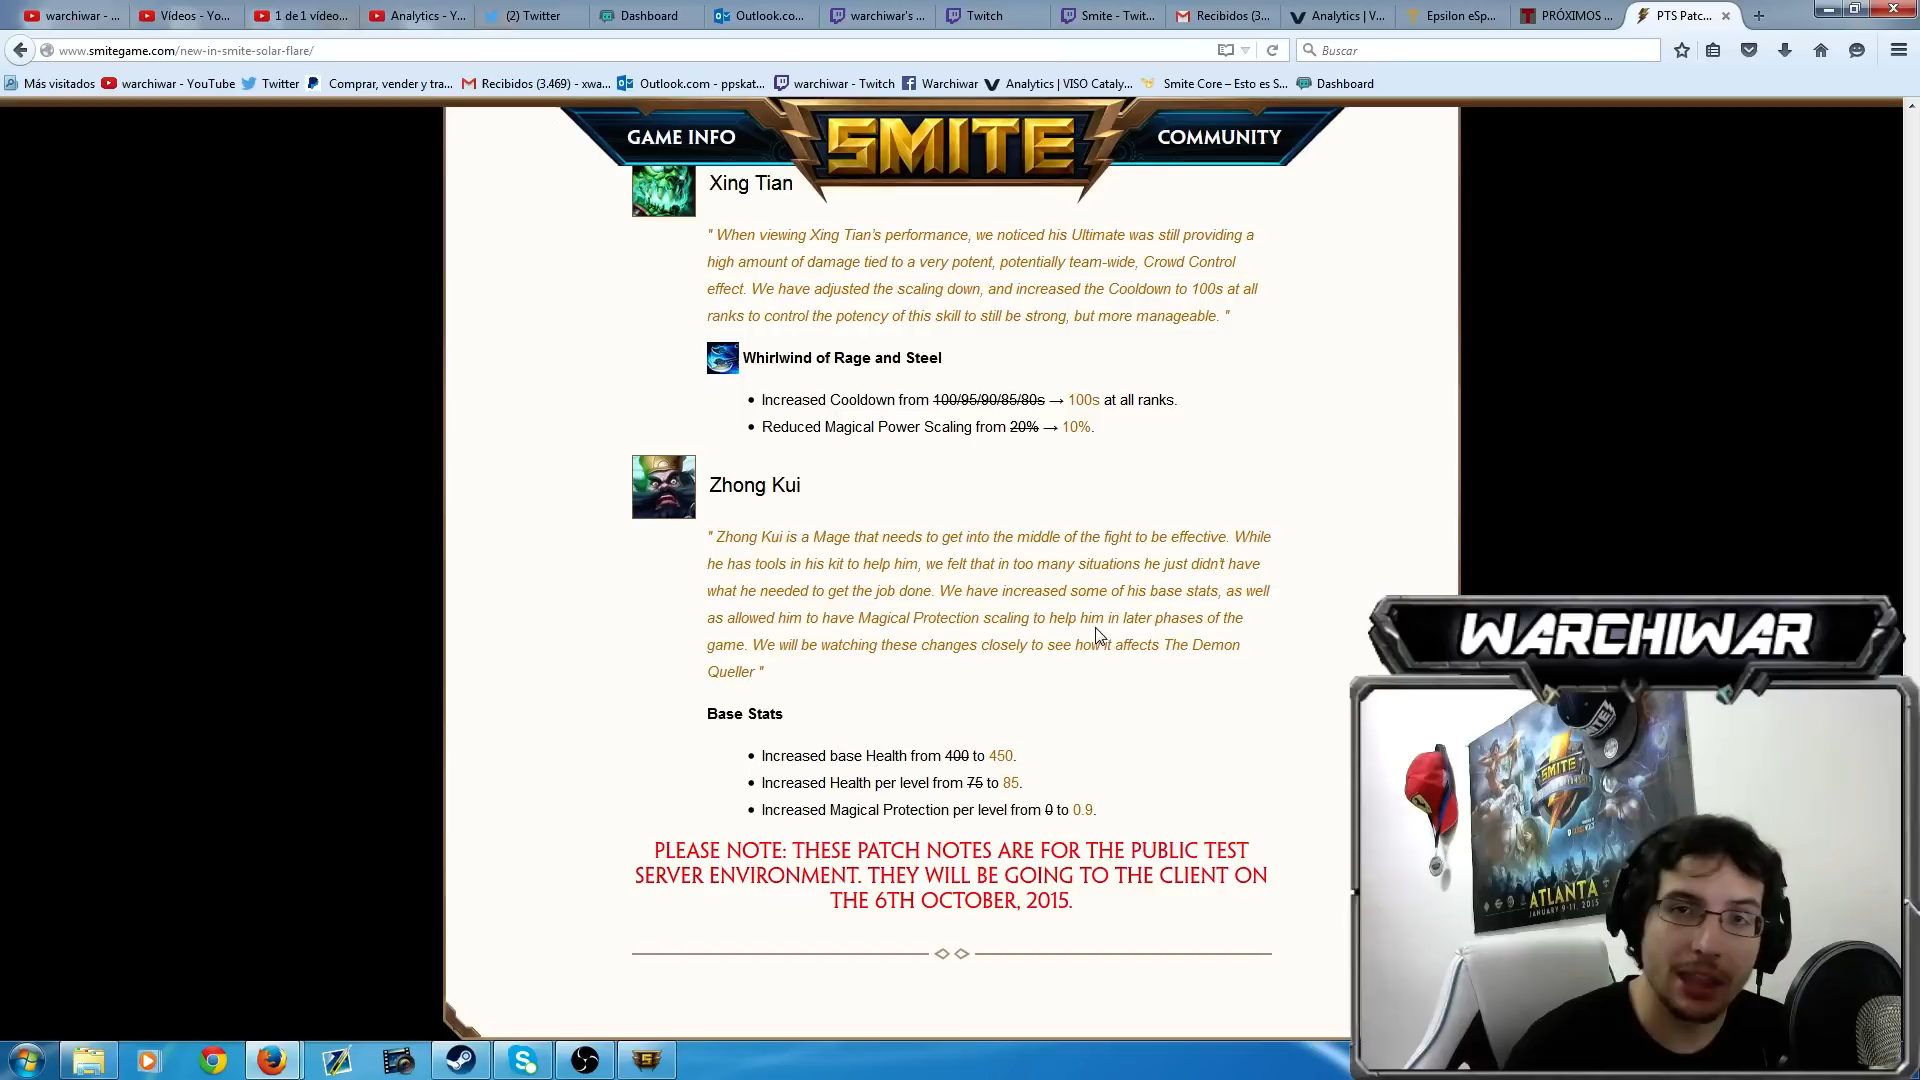 warchiwar - ...
Vídeos - Yo...
1 de 1 vídeo...
Analytics - Y...
(2) Twitter
Dashboard
Outlook.co...
warchiwar's ...
Twitch
Smite - Twit...
Recibidos (3...
Analytics | V...
Epsilon eSp...
PRÓXIMOS ...
PTS Patc...
www.smitegame.com/new-in-smite-solar-flare/
Buscar
Más visitados
warchiwar - YouTube
Twitter
Comprar, vender y tra...
Recibidos (3.469) - xwa...
Outlook.com - ppskat...
warchiwar - Twitch
Warchiwar
Analytics | VISO Cataly...
Smite Core – Esto es S...
Dashboard
GAME INFO
SMITE
COMMUNITY
Xing Tian
" When viewing Xing Tian's performance, we noticed his Ultimate was still providing a
high amount of damage tied to a very potent, potentially team-wide, Crowd Control
effect. We have adjusted the scaling down, and increased the Cooldown to 100s at all
ranks to control the potency of this skill to still be strong, but more manageable. "
Whirlwind of Rage and Steel
• Increased Cooldown from 100/95/90/85/80s → 100s at all ranks.
• Reduced Magical Power Scaling from 20% → 10%.
Zhong Kui
" Zhong Kui is a Mage that needs to get into the middle of the fight to be effective. While
he has tools in his kit to help him, we felt that in too many situations he just didn't have
what he needed to get the job done. We have increased some of his base stats, as well
as allowed him to have Magical Protection scaling to help him in later phases of the
game. We will be watching these changes closely to see how it affects The Demon
Queller "
Base Stats
• Increased base Health from 400 to 450.
• Increased Health per level from 75 to 85.
• Increased Magical Protection per level from 0 to 0.9.
PLEASE NOTE: THESE PATCH NOTES ARE FOR THE PUBLIC TEST
SERVER ENVIRONMENT. THEY WILL BE GOING TO THE CLIENT ON
THE 6TH OCTOBER, 2015.
WARCHIWAR
SMITE
ATLANTA
JANUARY 9-11, 2015